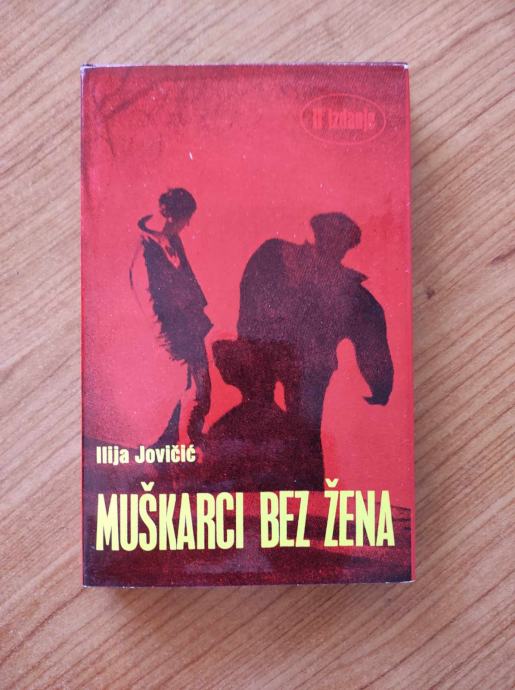 II izdanje
Ilija Jovičić
MUŠKARCI BEZ ŽENA